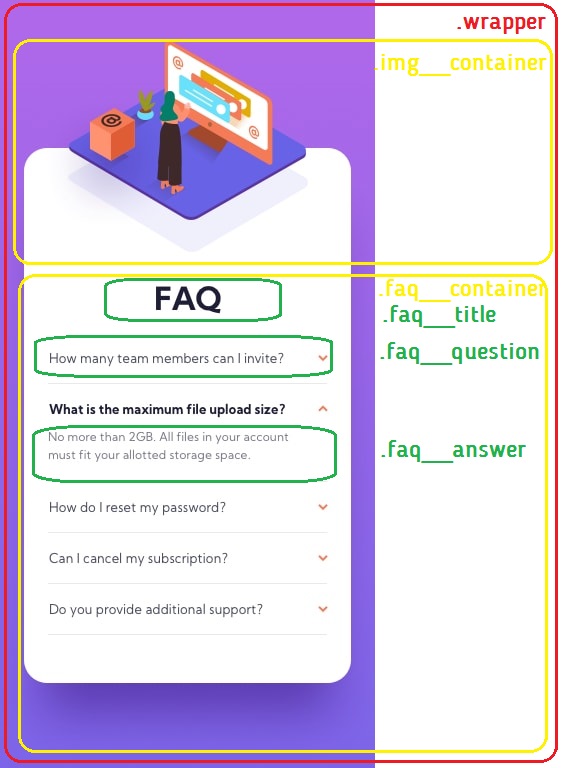 .wrapper
.img__container
@
@
@
FAQ
.faq__container
.faq__title
How many team members can I invite?
.faq__question
What is the maximum file upload size?
No more than 2GB. All files in your account
must fit your allotted storage space.
.faq__answer
How do I reset my password?
Can I cancel my subscription?
Do you provide additional support?